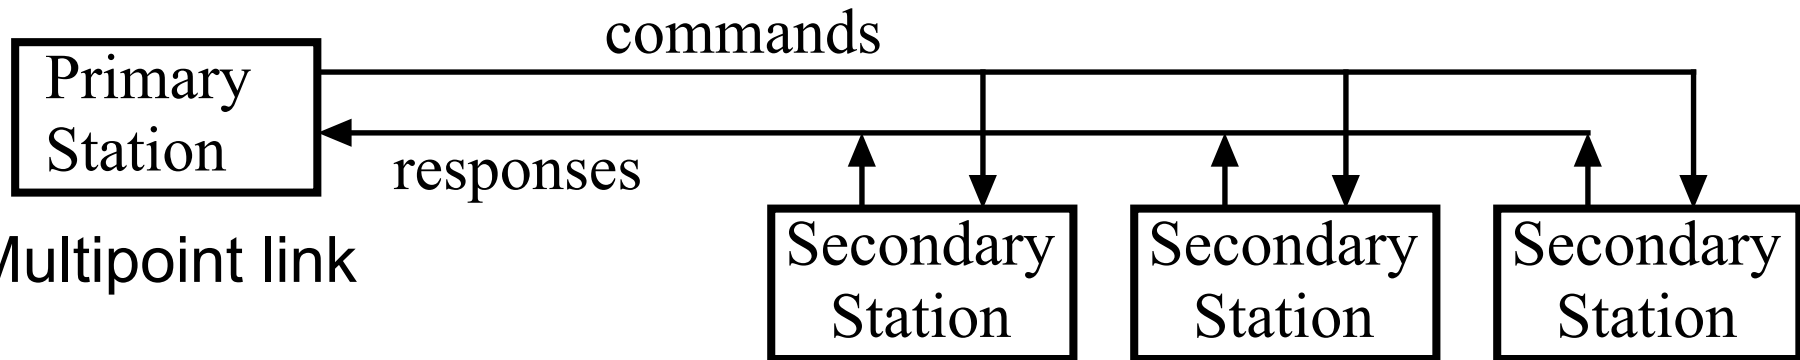 commands
Primary
Station
responses
Multipoint link
Secondary
Station
Secondary
Station
Secondary
Station